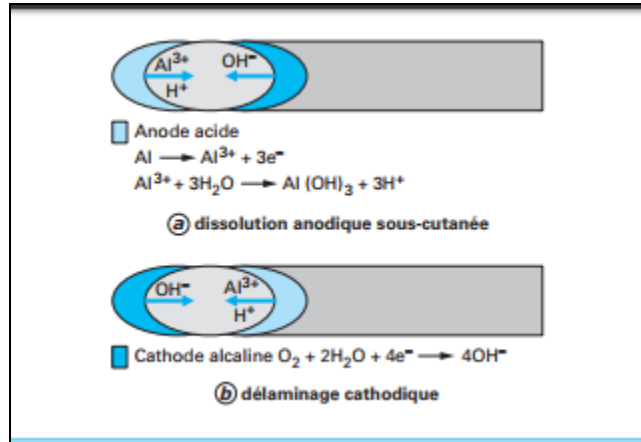 Al³⁺ OH⁻
H⁺
Anode acide
Al → Al³⁺ + 3e⁻
Al³⁺ + 3H₂O → Al (OH)₃ + 3H⁺
ⓐ dissolution anodique sous-cutanée
OH⁻ Al³⁺
H⁺
Cathode alcaline O₂ + 2H₂O + 4e⁻ → 4OH⁻
ⓑ délaminage cathodique